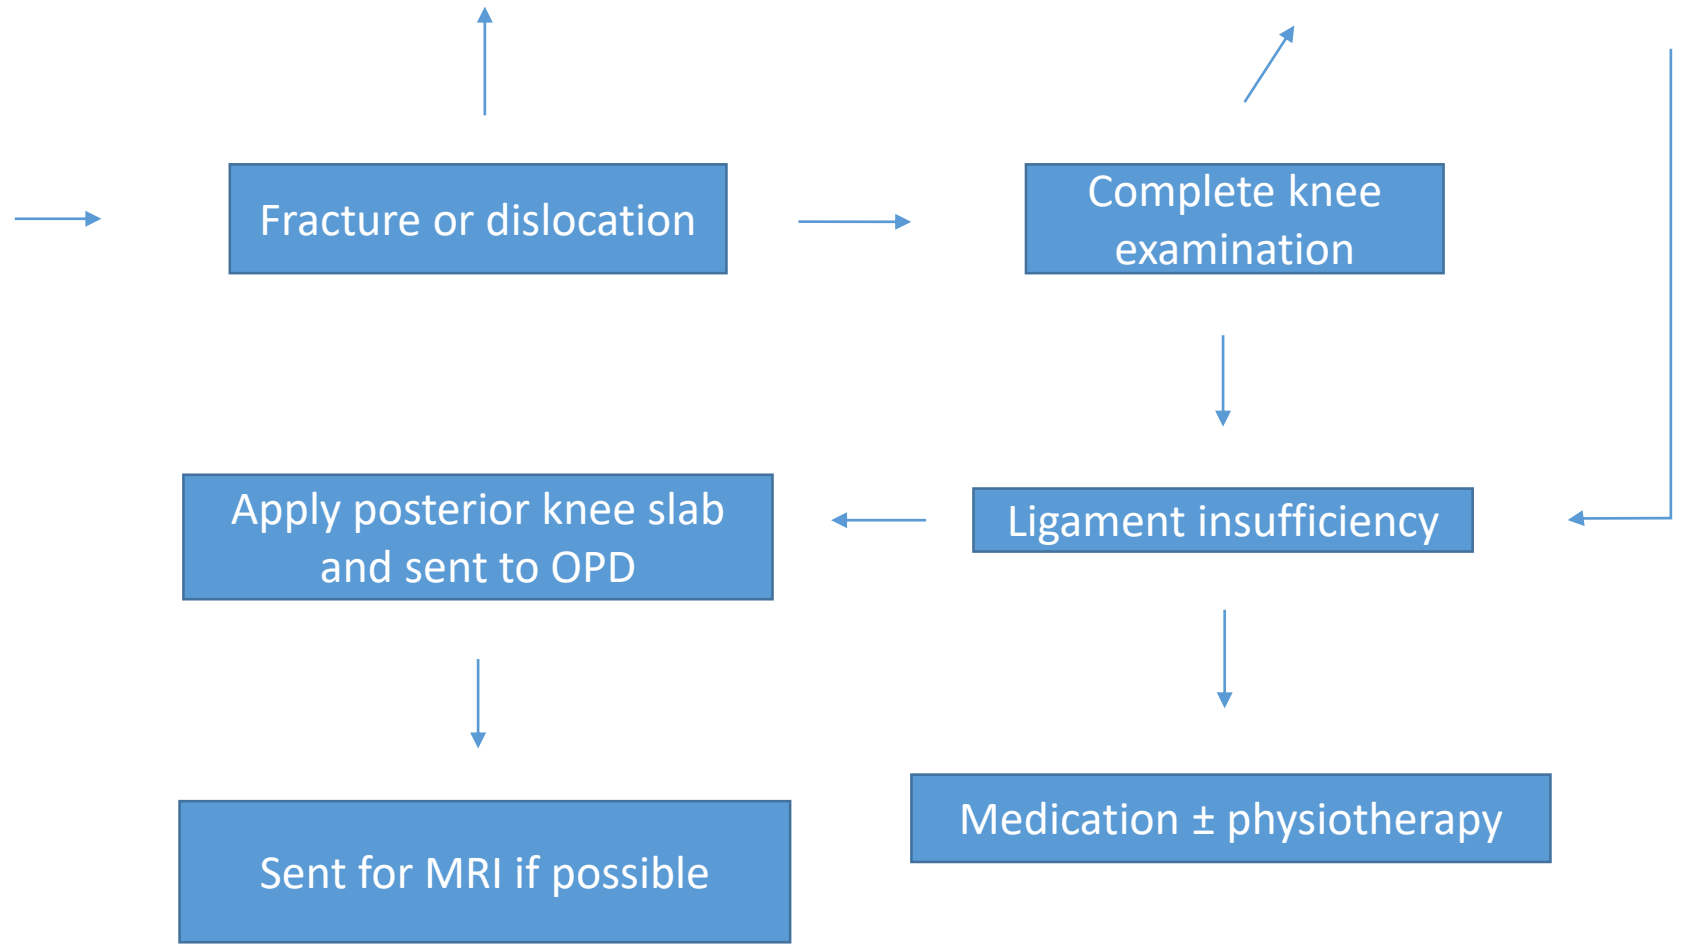 Fracture or dislocation
Complete knee
examination
Apply posterior knee slab
and sent to OPD
Ligament insufficiency
Sent for MRI if possible
Medication ± physiotherapy